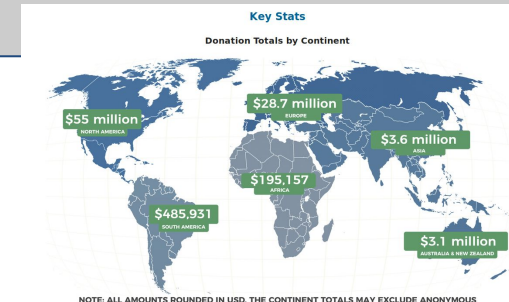 Key Stats
Donation Totals by Continent
$55 million
NORTH AMERICA
$28.7 million
EUROPE
$3.6 million
ASIA
$195,157
AFRICA
$485,931
SOUTH AMERICA
$3.1 million
AUSTRALIA & NEW ZEALAND
NOTE: ALL AMOUNTS ROUNDED IN USD. THE CONTINENT TOTALS MAY EXCLUDE ANONYMOUS